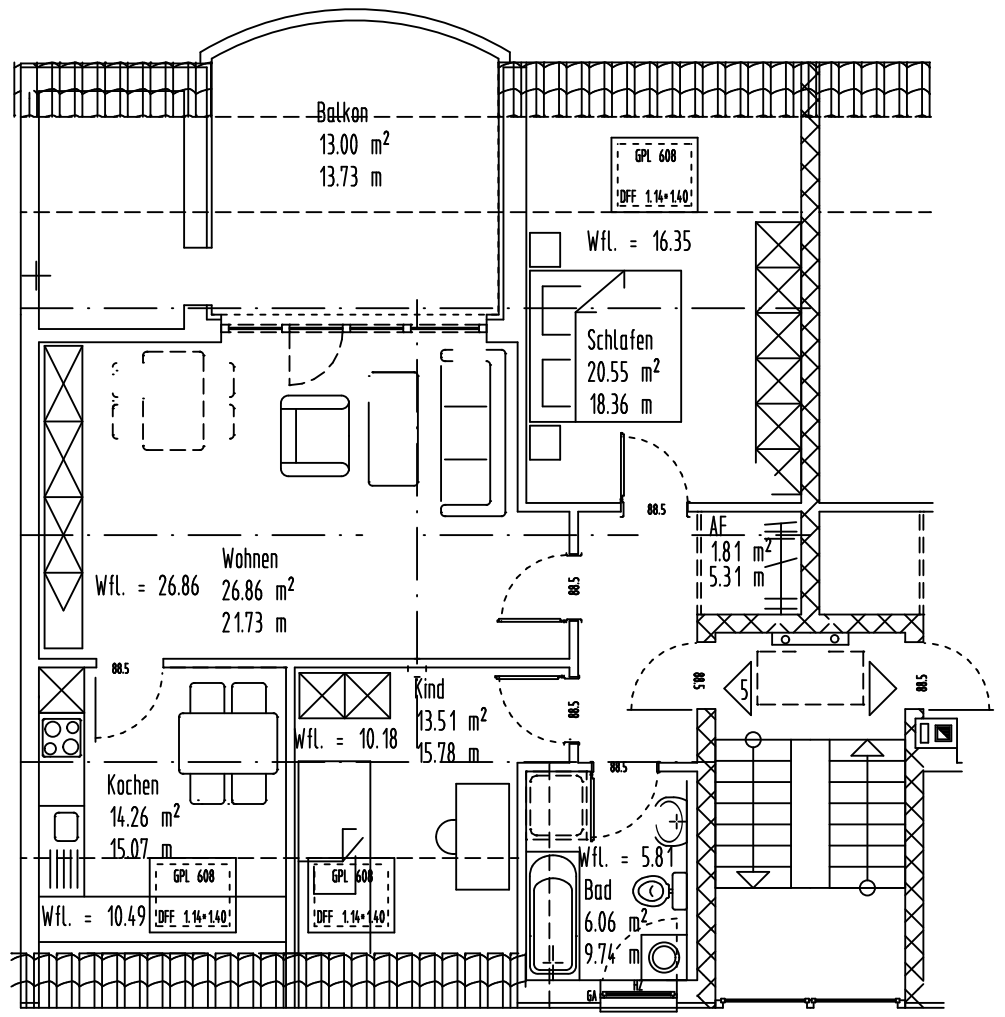 Balkon
13.00 m²
13.73 m
GPL 608
DFF 1.14*1.40
Wfl. = 16.35
Schlafen
20.55 m²
18.36 m
88.5
AF
1.81 m²
5.31 m
Wohnen
26.86 m²
21.73 m
Wfl. = 26.86
88.5
88.5
88.5
5
88.5
Kind
13.51 m²
15.78 m
Wfl. = 10.18
88.5
88.5
Kochen
14.26 m²
15.07 m
GPL 608
DFF 1.14*1.40
Wfl. = 10.49
GPL 608
DFF 1.14*1.40
Wfl. = 5.81
Bad
6.06 m²
9.74 m
HZ
GA